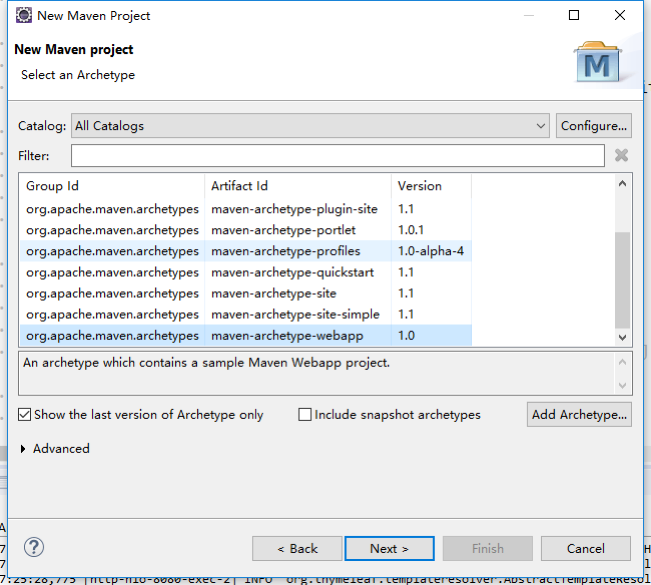 New Maven Project
New Maven project
Select an Archetype
M
Catalog: All Catalogs Configure...
Filter:
Group Id Artifact Id Version
org.apache.maven.archetypes maven-archetype-plugin-site 1.1
org.apache.maven.archetypes maven-archetype-portlet 1.0.1
org.apache.maven.archetypes maven-archetype-profiles 1.0-alpha-4
org.apache.maven.archetypes maven-archetype-quickstart 1.1
org.apache.maven.archetypes maven-archetype-site 1.1
org.apache.maven.archetypes maven-archetype-site-simple 1.1
org.apache.maven.archetypes maven-archetype-webapp 1.0
An archetype which contains a sample Maven Webapp project.
Show the last version of Archetype only Include snapshot archetypes Add Archetype...
Advanced
? < Back Next > Finish Cancel
7:25:28,775 [http-nio-8080-exec-2] INFO org.thymeleaf.templateresolver.AbstractTemplateResol